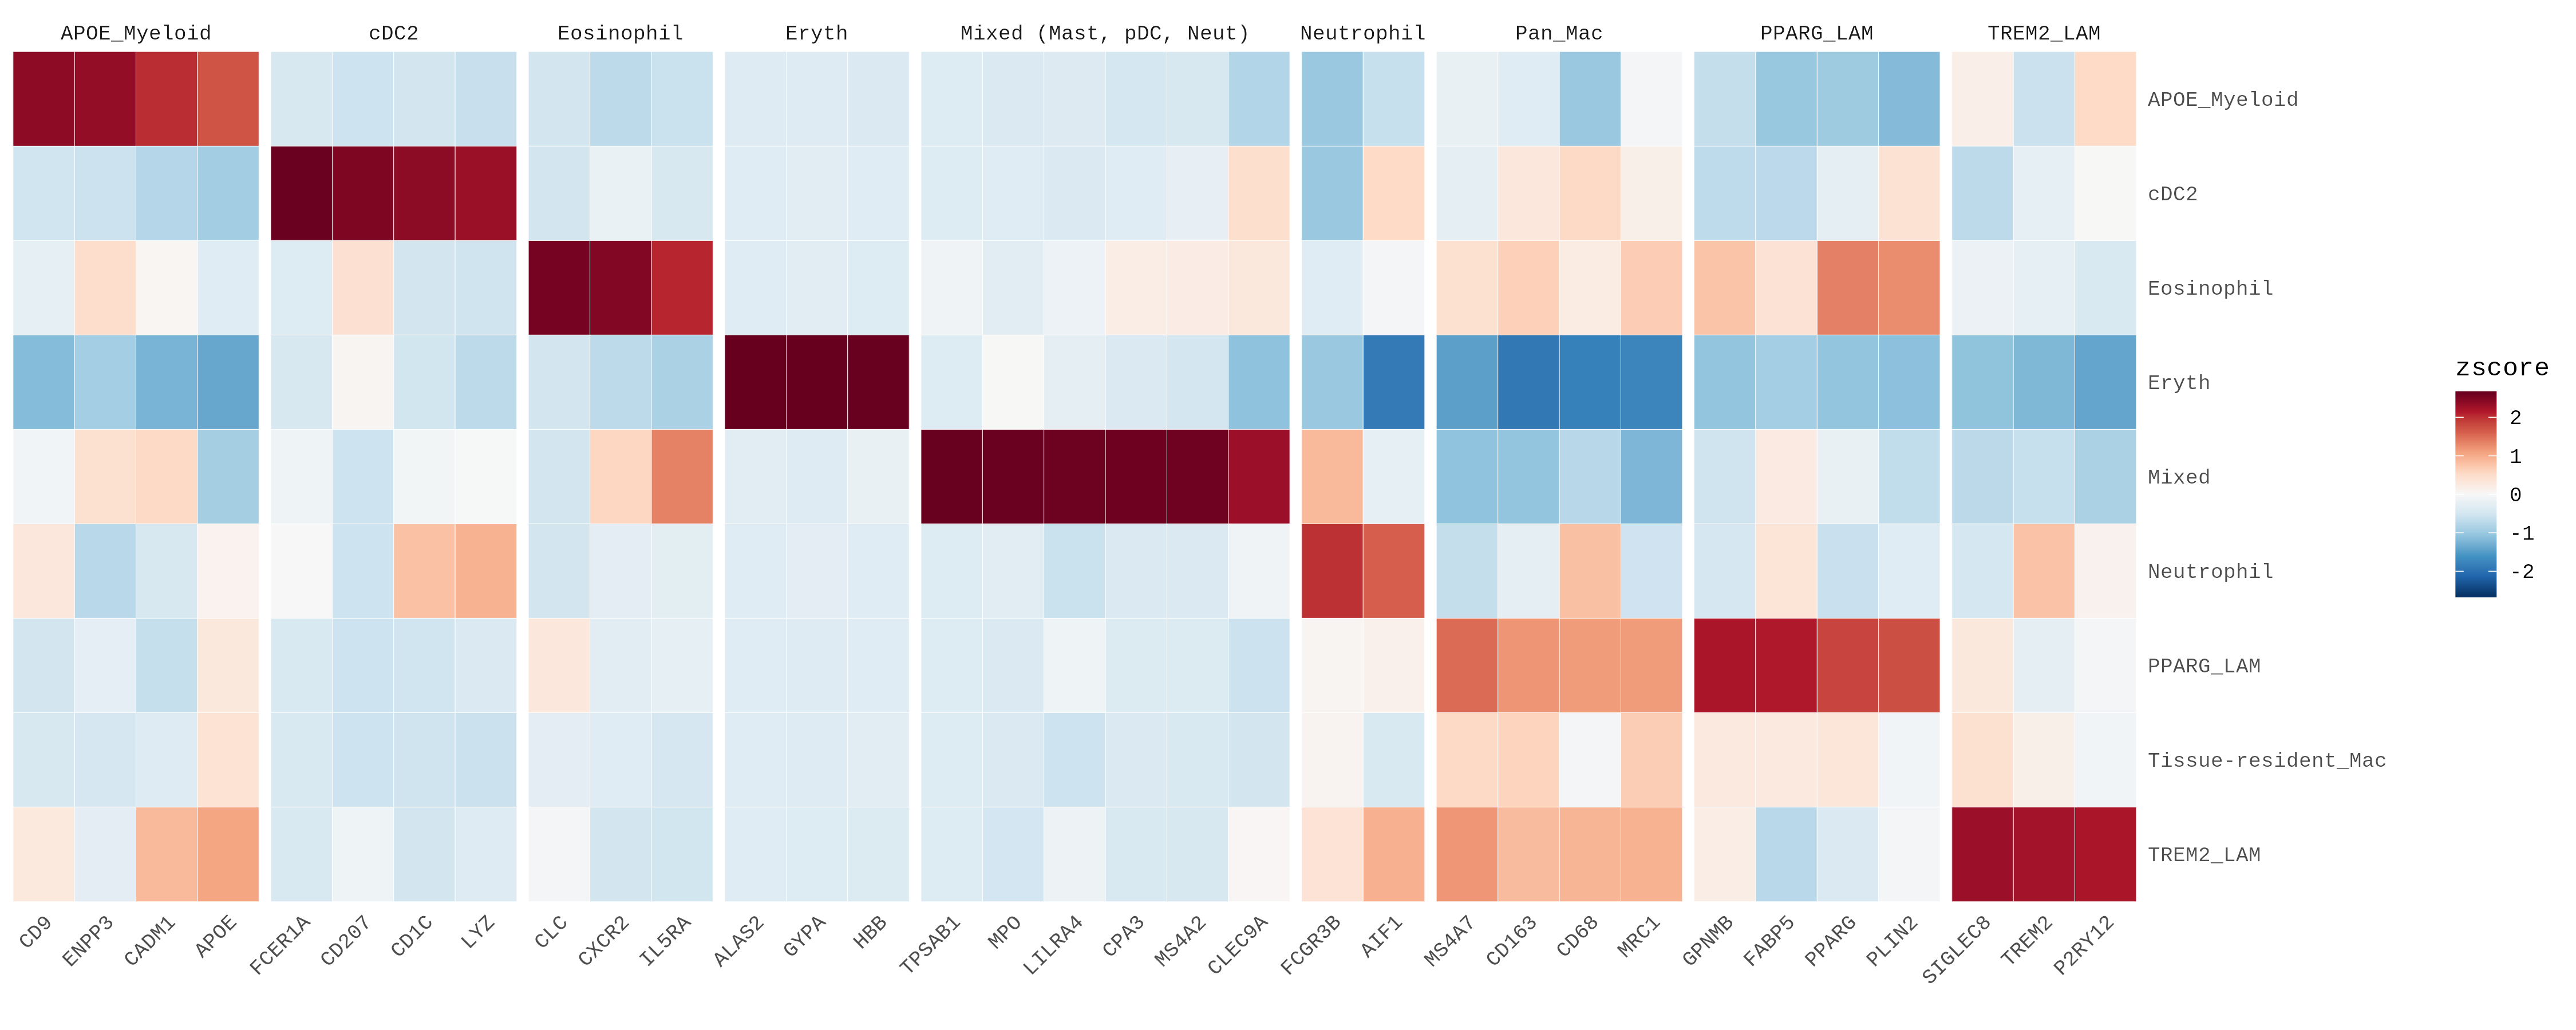 APOE_Myeloid cDC2 Eosinophil Eryth Mixed (Mast, pDC, Neut) Neutrophil Pan_Mac PPARG_LAM TREM2_LAM
APOE_Myeloid
cDC2
Eosinophil
Eryth
Mixed
Neutrophil
PPARG_LAM
Tissue-resident_Mac
TREM2_LAM
zscore
2
1
0
-1
-2
CD9 ENPP3 CADM1 APOE FCER1A CD207 CD1C LYZ CLC CXCR2 IL5RA ALAS2 GYPA HBB TPSAB1 MPO LILRA4 CPA3 MS4A2 CLEC9A FCGR3B AIF1 MS4A7 CD163 CD68 MRC1 GPNMB FABP5 PPARG PLIN2 SIGLEC8 TREM2 P2RY12